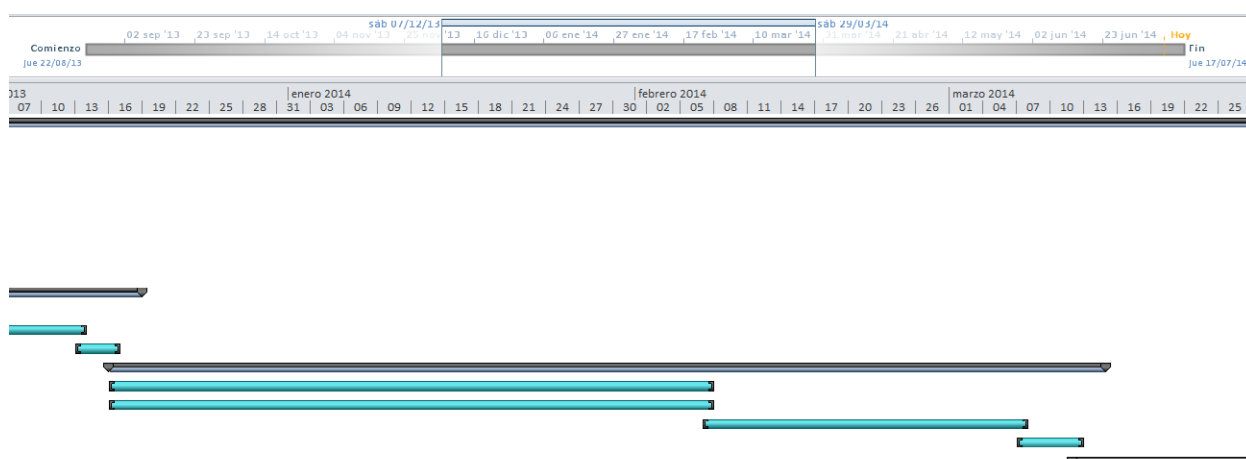 sáb 07/12/13 sáb 29/03/14
02 sep '13 23 sep '13 14 oct '13 04 nov '13 25 nov '13 16 dic '13 06 ene '14 27 ene '14 17 feb '14 10 mar '14 31 mar '14 21 abr '14 12 may '14 02 jun '14 23 jun '14 Hoy
Comienzo Fin
jue 22/08/13 jue 17/07/14
013 enero 2014 febrero 2014 marzo 2014
07 10 13 16 19 22 25 28 31 03 06 09 12 15 18 21 24 27 30 02 05 08 11 14 17 20 23 26 01 04 07 10 13 16 19 22 25